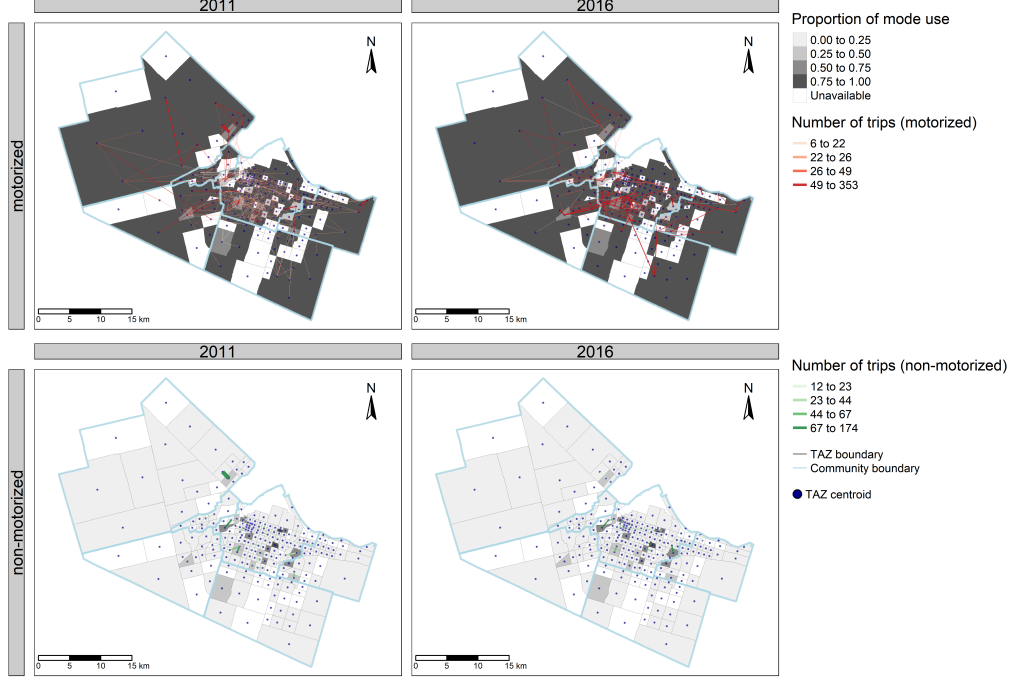 2011
2016
Proportion of mode use
0.00 to 0.25
0.25 to 0.50
0.50 to 0.75
0.75 to 1.00
Unavailable
Number of trips (motorized)
6 to 22
22 to 26
26 to 49
49 to 353
motorized
N
N
0 5 10 15 km
0 5 10 15 km
2011
2016
Number of trips (non-motorized)
12 to 23
23 to 44
44 to 67
67 to 174
TAZ boundary
Community boundary
TAZ centroid
non-motorized
N
N
0 5 10 15 km
0 5 10 15 km